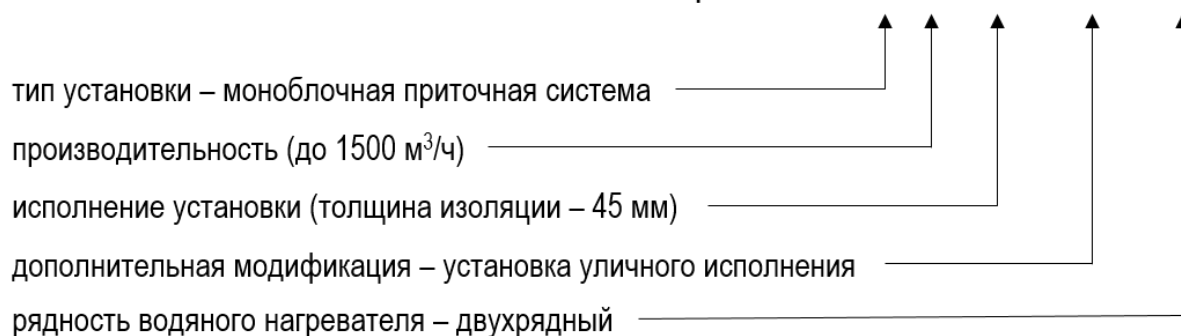 тип установки – моноблочная приточная система
производительность (до 1500 м³/ч)
исполнение установки (толщина изоляции – 45 мм)
дополнительная модификация – установка уличного исполнения
рядность водяного нагревателя – двухрядный